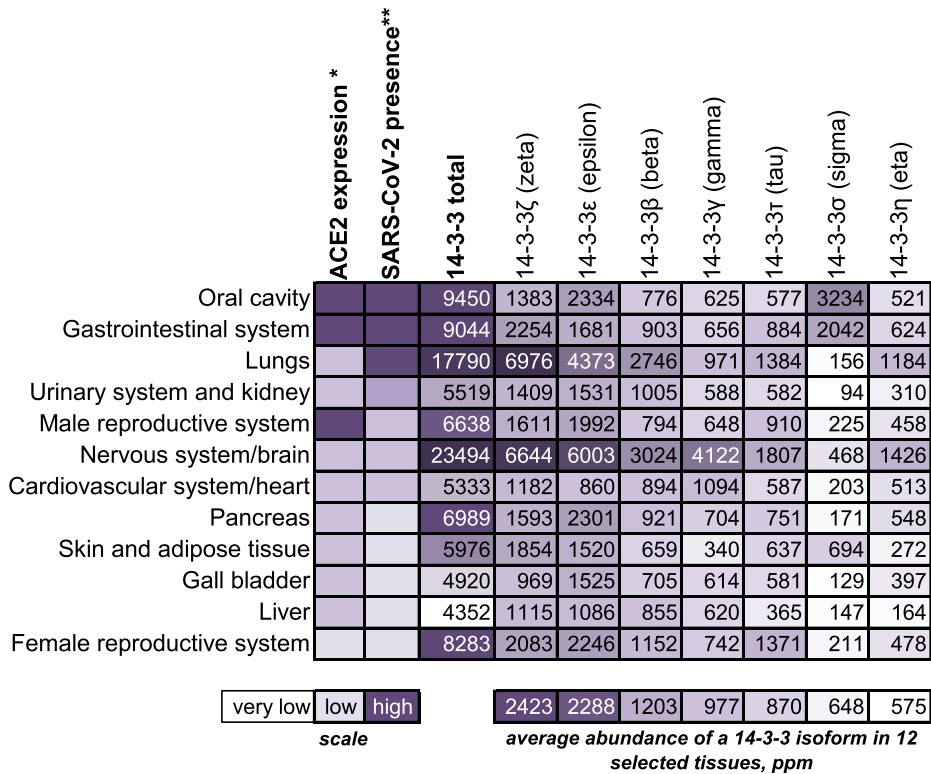 ACE2 expression *
SARS-CoV-2 presence**
14-3-3 total
14-3-3ζ (zeta)
14-3-3ε (epsilon)
14-3-3β (beta)
14-3-3γ (gamma)
14-3-3τ (tau)
14-3-3σ (sigma)
14-3-3η (eta)
Oral cavity 9450 1383 2334 776 625 577 3234 521
Gastrointestinal system 9044 2254 1681 903 656 884 2042 624
Lungs 17790 6976 4373 2746 971 1384 156 1184
Urinary system and kidney 5519 1409 1531 1005 588 582 94 310
Male reproductive system 6638 1611 1992 794 648 910 225 458
Nervous system/brain 23494 6644 6003 3024 4122 1807 468 1426
Cardiovascular system/heart 5333 1182 860 894 1094 587 203 513
Pancreas 6989 1593 2301 921 704 751 171 548
Skin and adipose tissue 5976 1854 1520 659 340 637 694 272
Gall bladder 4920 969 1525 705 614 581 129 397
Liver 4352 1115 1086 855 620 365 147 164
Female reproductive system 8283 2083 2246 1152 742 1371 211 478
very low low high 2423 2288 1203 977 870 648 575
scale
average abundance of a 14-3-3 isoform in 12
selected tissues, ppm